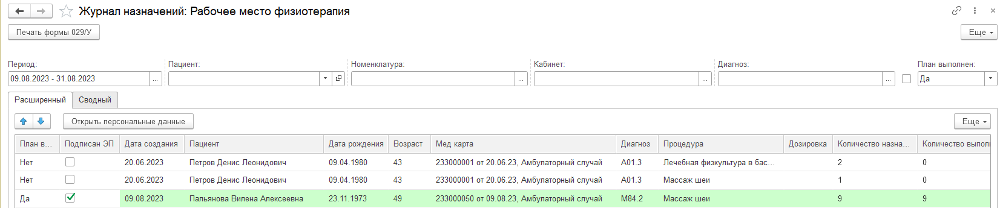 Журнал назначений: Рабочее место физиотерапия
Печать формы 029/У
Еще
Период: Пациент: Номенклатура: Кабинет: Диагноз: План выполнен:
09.08.2023 - 31.08.2023 ... ... ... ... Да
Расширенный Сводный
Открыть персональные данные Еще
План в... Подписан ЭП Дата создания Пациент Дата рождения Возраст Мед карта Диагноз Процедура Дозировка Количество назна... Количество выполн
Нет 20.06.2023 Петров Денис Леонидович 09.04.1980 43 233000001 от 20.06.23, Амбулаторный случай A01.3 Лечебная физкультура в бас... 2 0
Нет 20.06.2023 Петров Денис Леонидович 09.04.1980 43 233000001 от 20.06.23, Амбулаторный случай A01.3 Массаж шеи 1 0
Да 09.08.2023 Пальянова Вилена Алексеевна 23.11.1973 49 233000050 от 09.08.23, Амбулаторный случай M84.2 Массаж шеи 9 9